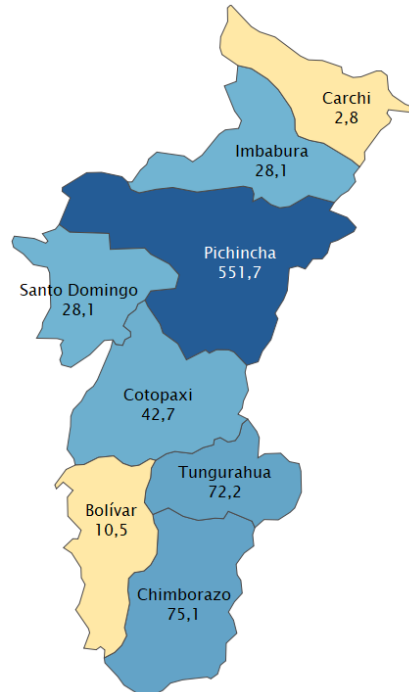 Carchi
2,8
Imbabura
28,1
Pichincha
551,7
Santo Domingo
28,1
Cotopaxi
42,7
Tungurahua
72,2
Bolívar
10,5
Chimborazo
75,1